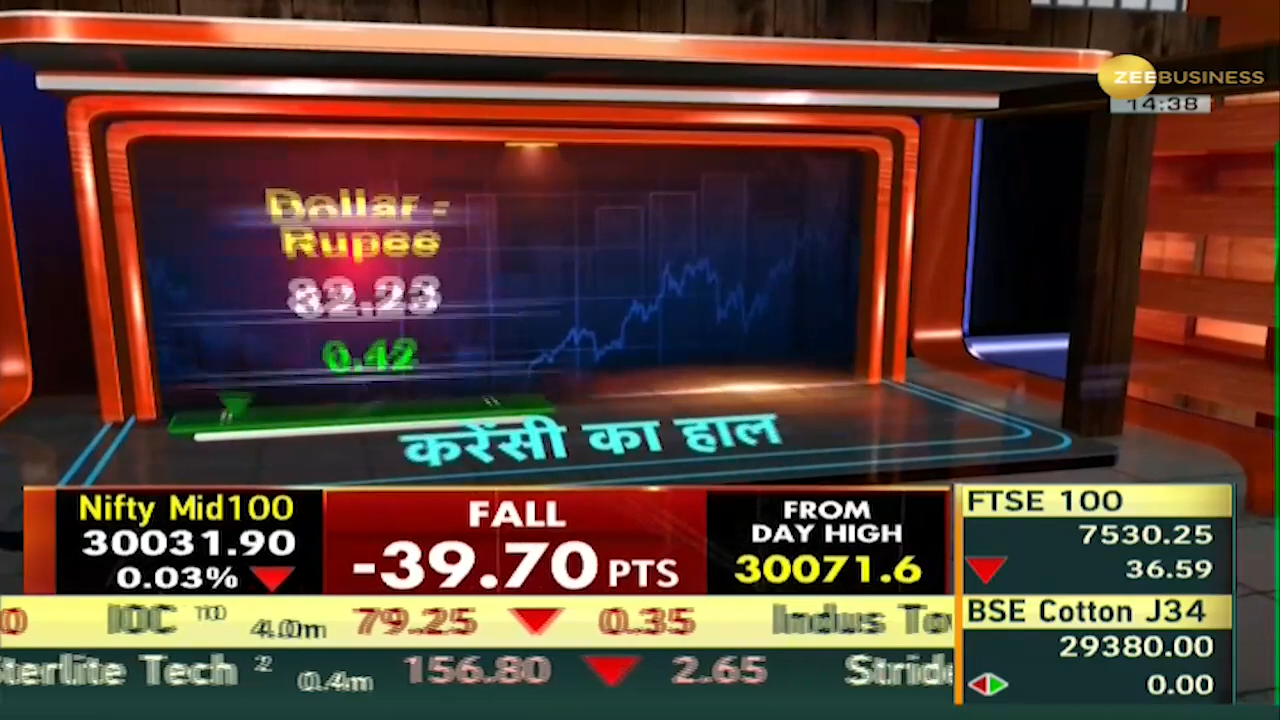 ZEEBUSINESS
14:38
Dollar -
Rupee
82.23
0.42
करेंसी का हाल
Nifty Mid100
30031.90
0.03%
FALL
-39.70 PTS
FROM
DAY HIGH
30071.6
FTSE 100
7530.25
36.59
BSE Cotton J34
29380.00
0.00
IOC 4.0m 79.25 0.35 Indus
Sterlite Tech 0.4m 156.80 2.65